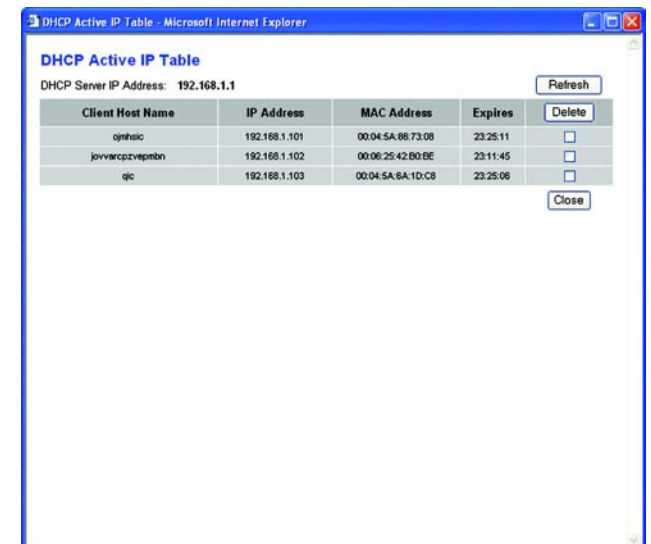 DHCP Active IP Table - Microsoft Internet Explorer
DHCP Active IP Table
DHCP Server IP Address: 192.168.1.1 Refresh
Client Host Name IP Address MAC Address Expires Delete
ojmhsic 192.168.1.101 00:04:5A:86:73:08 23:25:11
jovvarcpzvepmbn 192.168.1.102 00:06:25:42:B0:BE 23:11:45
qic 192.168.1.103 00:04:5A:6A:1D:C8 23:25:06
Close